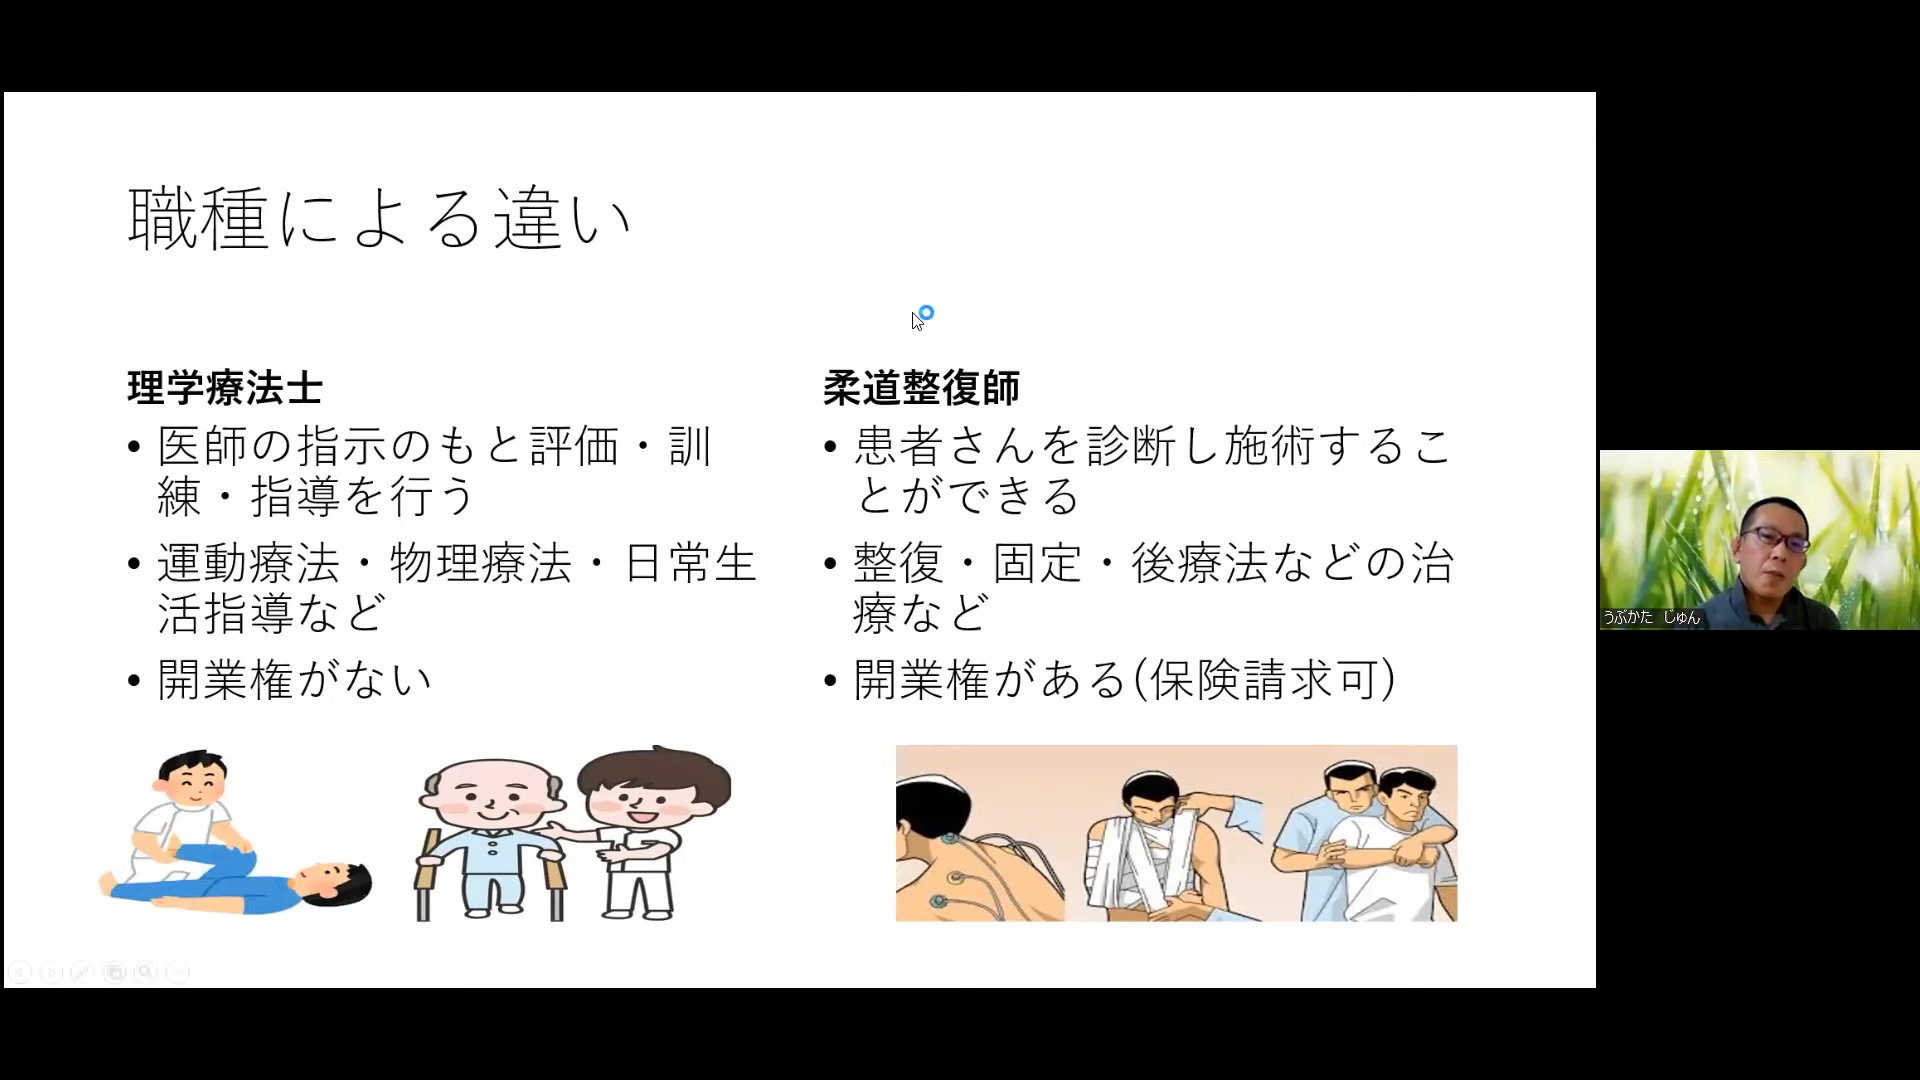 職種による違い
理学療法士
• 医師の指示のもと評価・訓
練・指導を行う
• 運動療法・物理療法・日常生
活指導など
• 開業権がない
柔道整復師
• 患者さんを診断し施術するこ
とができる
• 整復・固定・後療法などの治
療など
• 開業権がある(保険請求可)
うぶかた じゅん